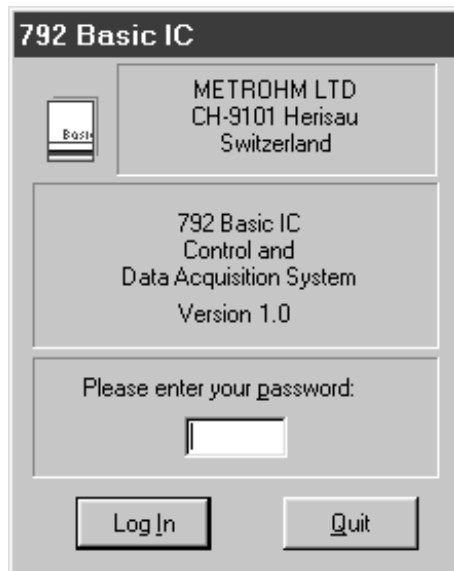 792 Basic IC
METROHM LTD
CH-9101 Herisau
Switzerland
Basi
792 Basic IC
Control and
Data Acquisition System
Version 1.0
Please enter your password:
Log In
Quit